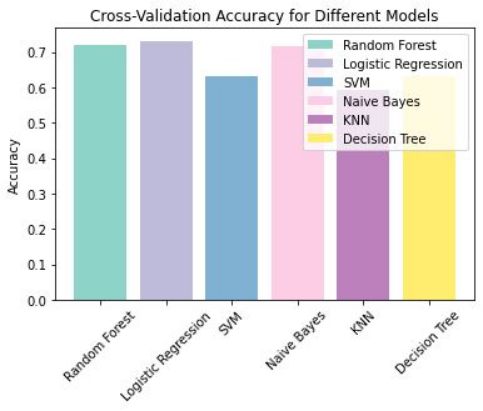 Cross-Validation Accuracy for Different Models
Random Forest
Logistic Regression
SVM
Naive Bayes
KNN
Decision Tree
Accuracy
0.7
0.6
0.5
0.4
0.3
0.2
0.1
0.0
Random Forest
Logistic Regression
SVM
Naive Bayes
KNN
Decision Tree